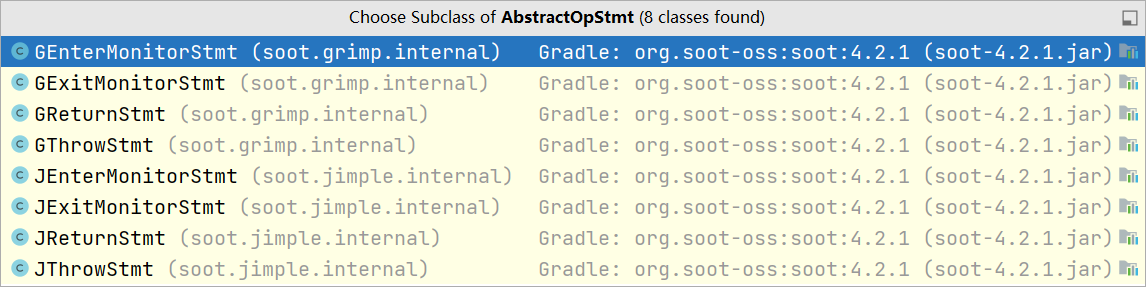 Choose Subclass of AbstractOpStmt (8 classes found)
GEnterMonitorStmt (soot.grimp.internal) Gradle: org.soot-oss:soot:4.2.1 (soot-4.2.1.jar)
GExitMonitorStmt (soot.grimp.internal) Gradle: org.soot-oss:soot:4.2.1 (soot-4.2.1.jar)
GReturnStmt (soot.grimp.internal) Gradle: org.soot-oss:soot:4.2.1 (soot-4.2.1.jar)
GThrowStmt (soot.grimp.internal) Gradle: org.soot-oss:soot:4.2.1 (soot-4.2.1.jar)
JEnterMonitorStmt (soot.jimple.internal) Gradle: org.soot-oss:soot:4.2.1 (soot-4.2.1.jar)
JExitMonitorStmt (soot.jimple.internal) Gradle: org.soot-oss:soot:4.2.1 (soot-4.2.1.jar)
JReturnStmt (soot.jimple.internal) Gradle: org.soot-oss:soot:4.2.1 (soot-4.2.1.jar)
JThrowStmt (soot.jimple.internal) Gradle: org.soot-oss:soot:4.2.1 (soot-4.2.1.jar)